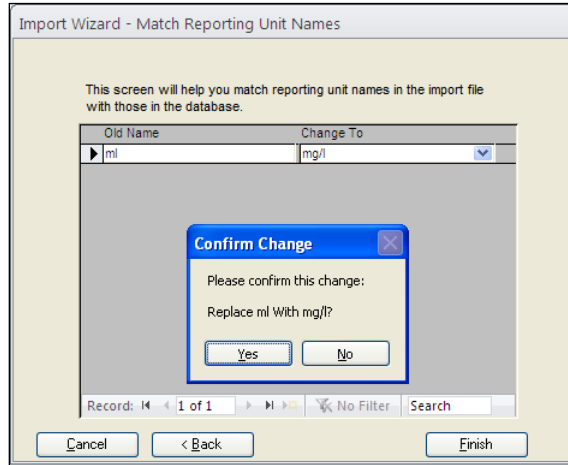 Import Wizard - Match Reporting Unit Names
This screen will help you match reporting unit names in the import file
with those in the database.
Old Name Change To
ml mg/l
Confirm Change
Please confirm this change:
Replace ml With mg/l?
Yes No
Record: 1 of 1 No Filter Search
Cancel < Back Finish